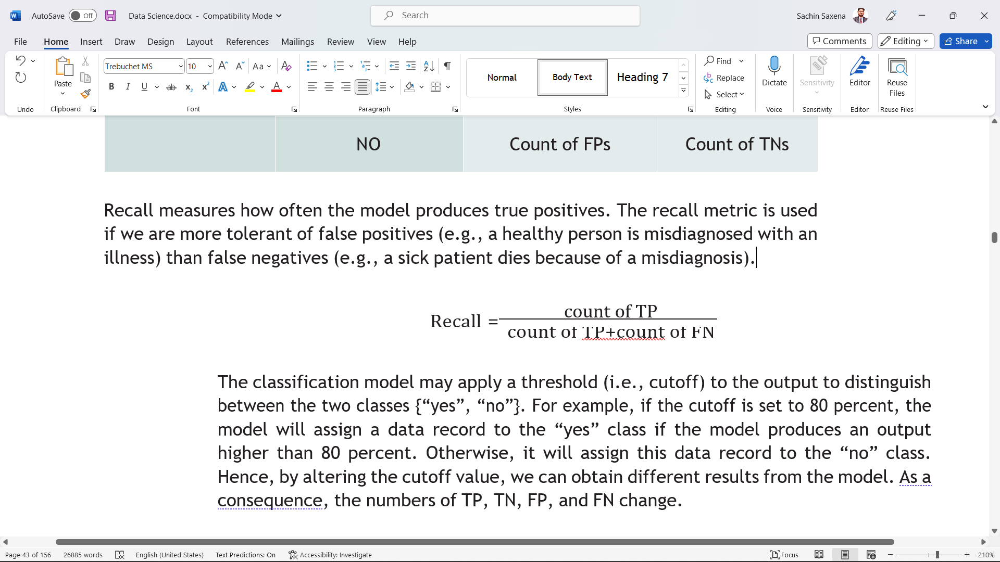 AutoSave Off Data Science.docx - Compatibility Mode Search Sachin Saxena
File Home Insert Draw Design Layout References Mailings Review View Help Comments Editing Share
Trebuchet MS 10 Aa Normal Body Text Heading 7 Find
Paste B I U ab x₂ x² A A Replace Dictate Sensitivity Editor Reuse Files
Select
Undo Clipboard Font Paragraph Styles Editing Voice Sensitivity Editor Reuse Files
NO Count of FPs Count of TNs
Recall measures how often the model produces true positives. The recall metric is used
if we are more tolerant of false positives (e.g., a healthy person is misdiagnosed with an
illness) than false negatives (e.g., a sick patient dies because of a misdiagnosis).
count of TP
Recall =
count of TP+count of FN
The classification model may apply a threshold (i.e., cutoff) to the output to distinguish
between the two classes {“yes”, “no”}. For example, if the cutoff is set to 80 percent, the
model will assign a data record to the “yes” class if the model produces an output
higher than 80 percent. Otherwise, it will assign this data record to the “no” class.
Hence, by altering the cutoff value, we can obtain different results from the model. As a
consequence, the numbers of TP, TN, FP, and FN change.
Page 43 of 156 26885 words English (United States) Text Predictions: On Accessibility: Investigate Focus 210%